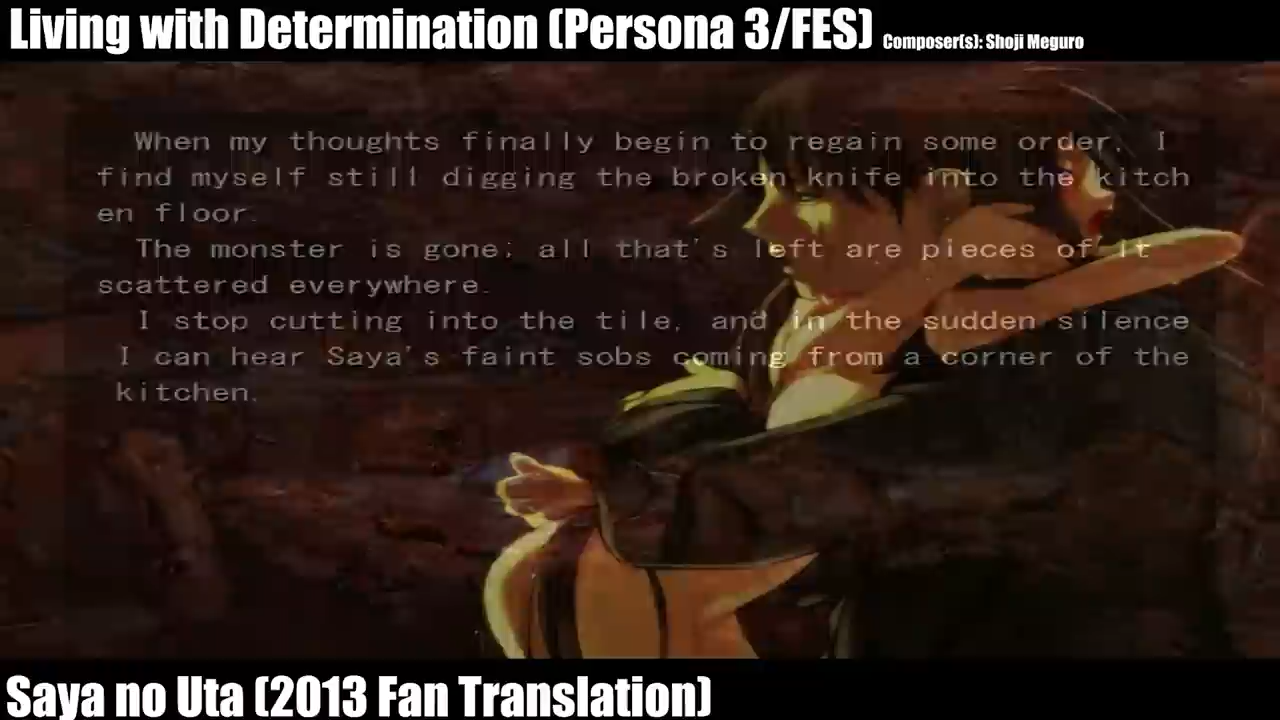 Living with Determination (Persona 3/FES) Composer(s): Shoji Meguro
When my thoughts finally begin to regain some order, I
find myself still digging the broken knife into the kitch
en floor.
The monster is gone; all that's left are pieces of it
scattered everywhere.
I stop cutting into the tile, and in the sudden silence
I can hear Saya's faint sobs coming from a corner of the
kitchen.
Saya no Uta (2013 Fan Translation)